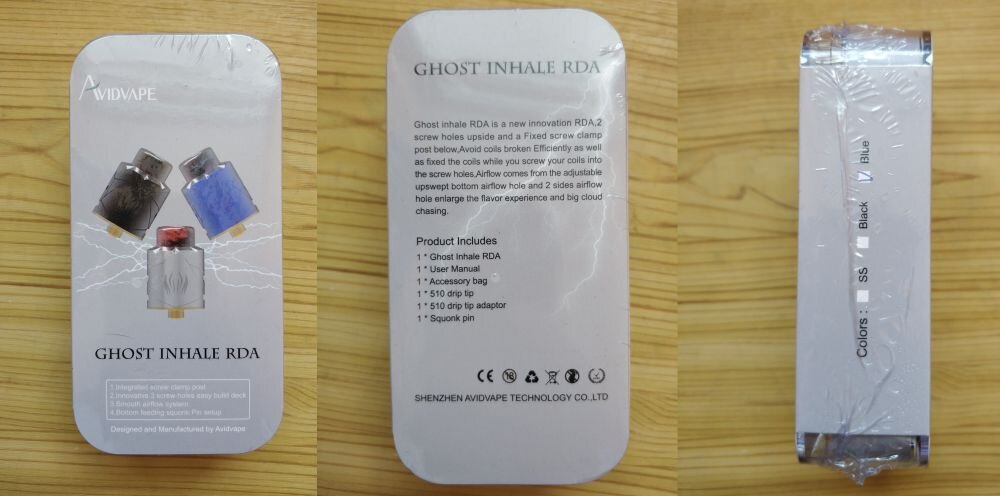 AVIDVAPE
GHOST INHALE RDA
1.Integrated screw clamp post
2.Innovative 2 screw-holes easy build deck
3.Smooth airflow system
4.Bottom feeding squonk Pin setup
Designed and Manufactured by Avidvape
GHOST INHALE RDA
Ghost inhale RDA is a new innovation RDA,2
screw holes upside and a Fixed screw clamp
post below,Avoid coils broken Efficiently as well
as fixed the coils while you screw your coils into
the screw holes,Airflow comes from the adjustable
upswept bottom airflow hole and 2 sides airflow
hole enlarge the flavor experience and big cloud
chasing.
Product Includes
1 * Ghost Inhale RDA
1 * User Manual
1 * Accessory bag
1 * 510 drip tip
1 * 510 drip tip adaptor
1 * Squonk pin
CE
SHENZHEN AVIDVAPE TECHNOLOGY CO.,LTD
Colors : SS Black Blue